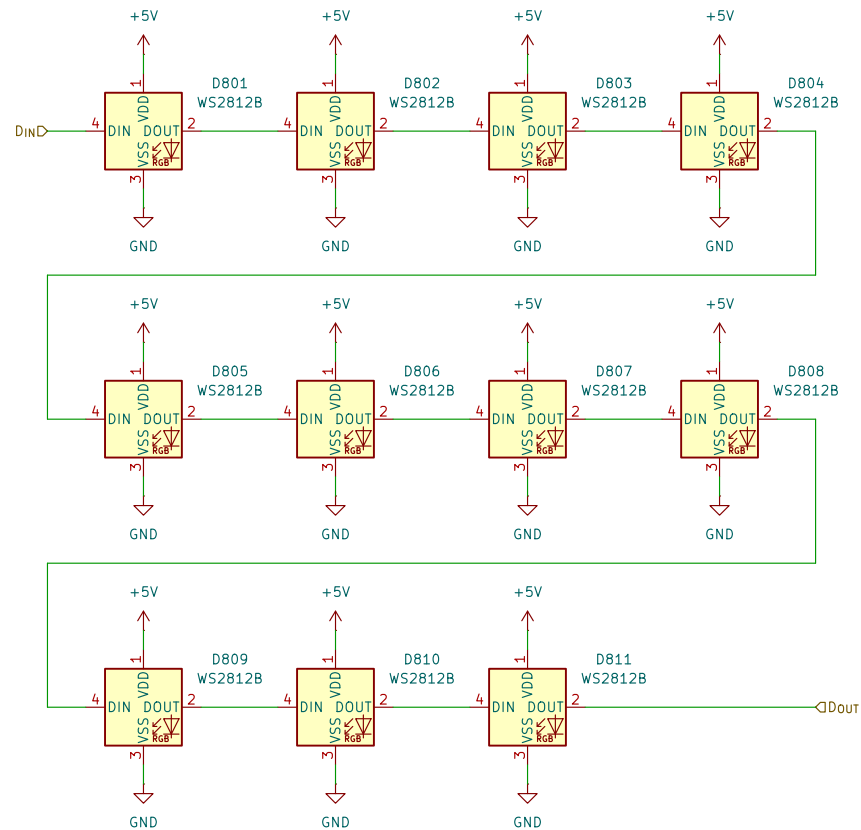 +5V +5V +5V +5V
1 D801 1 D802 1 D803 1 D804
WS2812B WS2812B WS2812B WS2812B
VDD VDD VDD VDD
DIN 4 DIN DOUT 2 4 DIN DOUT 2 4 DIN DOUT 2 4 DIN DOUT 2
VSS RGB VSS RGB VSS RGB VSS RGB
3 3 3 3
GND GND GND GND
+5V +5V +5V +5V
1 D805 1 D806 1 D807 1 D808
WS2812B WS2812B WS2812B WS2812B
VDD VDD VDD VDD
4 DIN DOUT 2 4 DIN DOUT 2 4 DIN DOUT 2 4 DIN DOUT 2
VSS RGB VSS RGB VSS RGB VSS RGB
3 3 3 3
GND GND GND GND
+5V +5V +5V
1 D809 1 D810 1 D811
WS2812B WS2812B WS2812B
VDD VDD VDD
4 DIN DOUT 2 4 DIN DOUT 2 4 DIN DOUT 2 DOUT
VSS RGB VSS RGB VSS RGB
3 3 3
GND GND GND